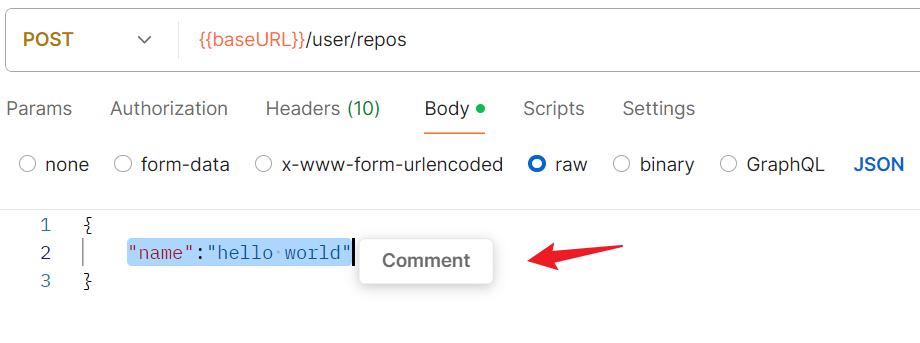 POST {{baseURL}}/user/repos
Params Authorization Headers (10) Body Scripts Settings
none form-data x-www-form-urlencoded raw binary GraphQL JSON
1 {
2 "name":"hello world"
Comment
3 }